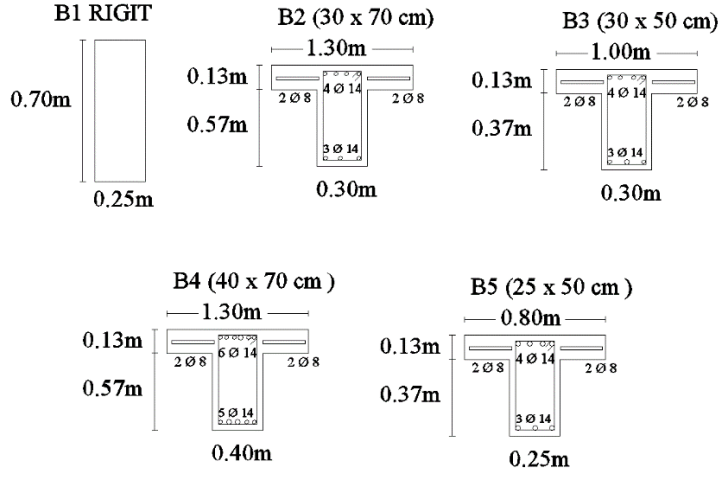 B1 RIGIT
0.70m
0.25m
B2 (30 x 70 cm)
1.30m
0.13m
4 Ø 14
2 Ø 8
2 Ø 8
0.57m
3 Ø 14
0.30m
B3 (30 x 50 cm)
1.00m
0.13m
4 Ø 14
2 Ø 8
2 Ø 8
0.37m
3 Ø 14
0.30m
B4 (40 x 70 cm )
1.30m
0.13m
6 Ø 14
2 Ø 8
2 Ø 8
0.57m
5 Ø 14
0.40m
B5 (25 x 50 cm )
0.80m
0.13m
4 Ø 14
2 Ø 8
2 Ø 8
0.37m
3 Ø 14
0.25m